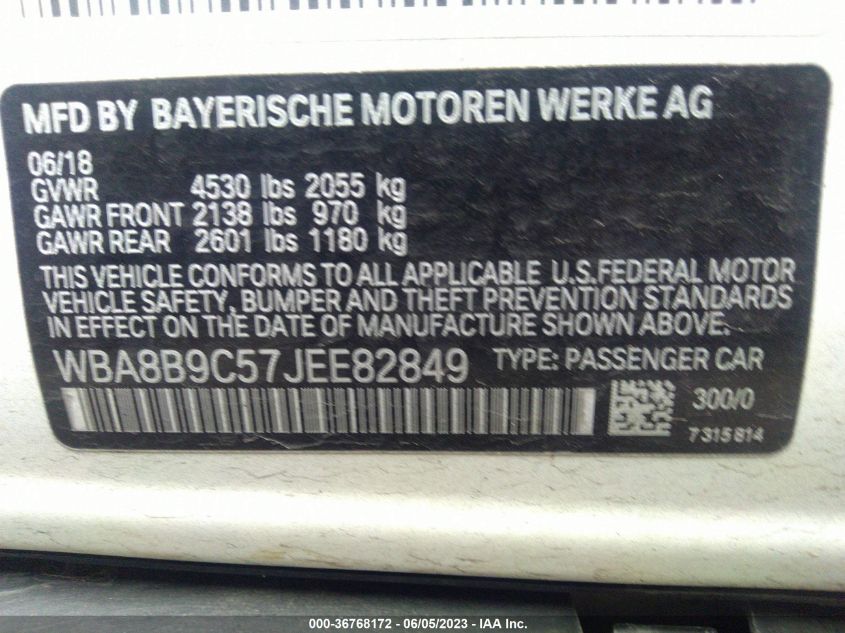 MFD BY BAYERISCHE MOTOREN WERKE AG
06/18
GVWR 4530 lbs 2055 kg
GAWR FRONT 2138 lbs 970 kg
GAWR REAR 2601 lbs 1180 kg
THIS VEHICLE CONFORMS TO ALL APPLICABLE U.S.FEDERAL MOTOR
VEHICLE SAFETY, BUMPER AND THEFT PREVENTION STANDARDS
IN EFFECT ON THE DATE OF MANUFACTURE SHOWN ABOVE.
WBA8B9C57JEE82849 TYPE: PASSENGER CAR
300/0
7315814
000-36768172 - 06/05/2023 - IAA Inc.